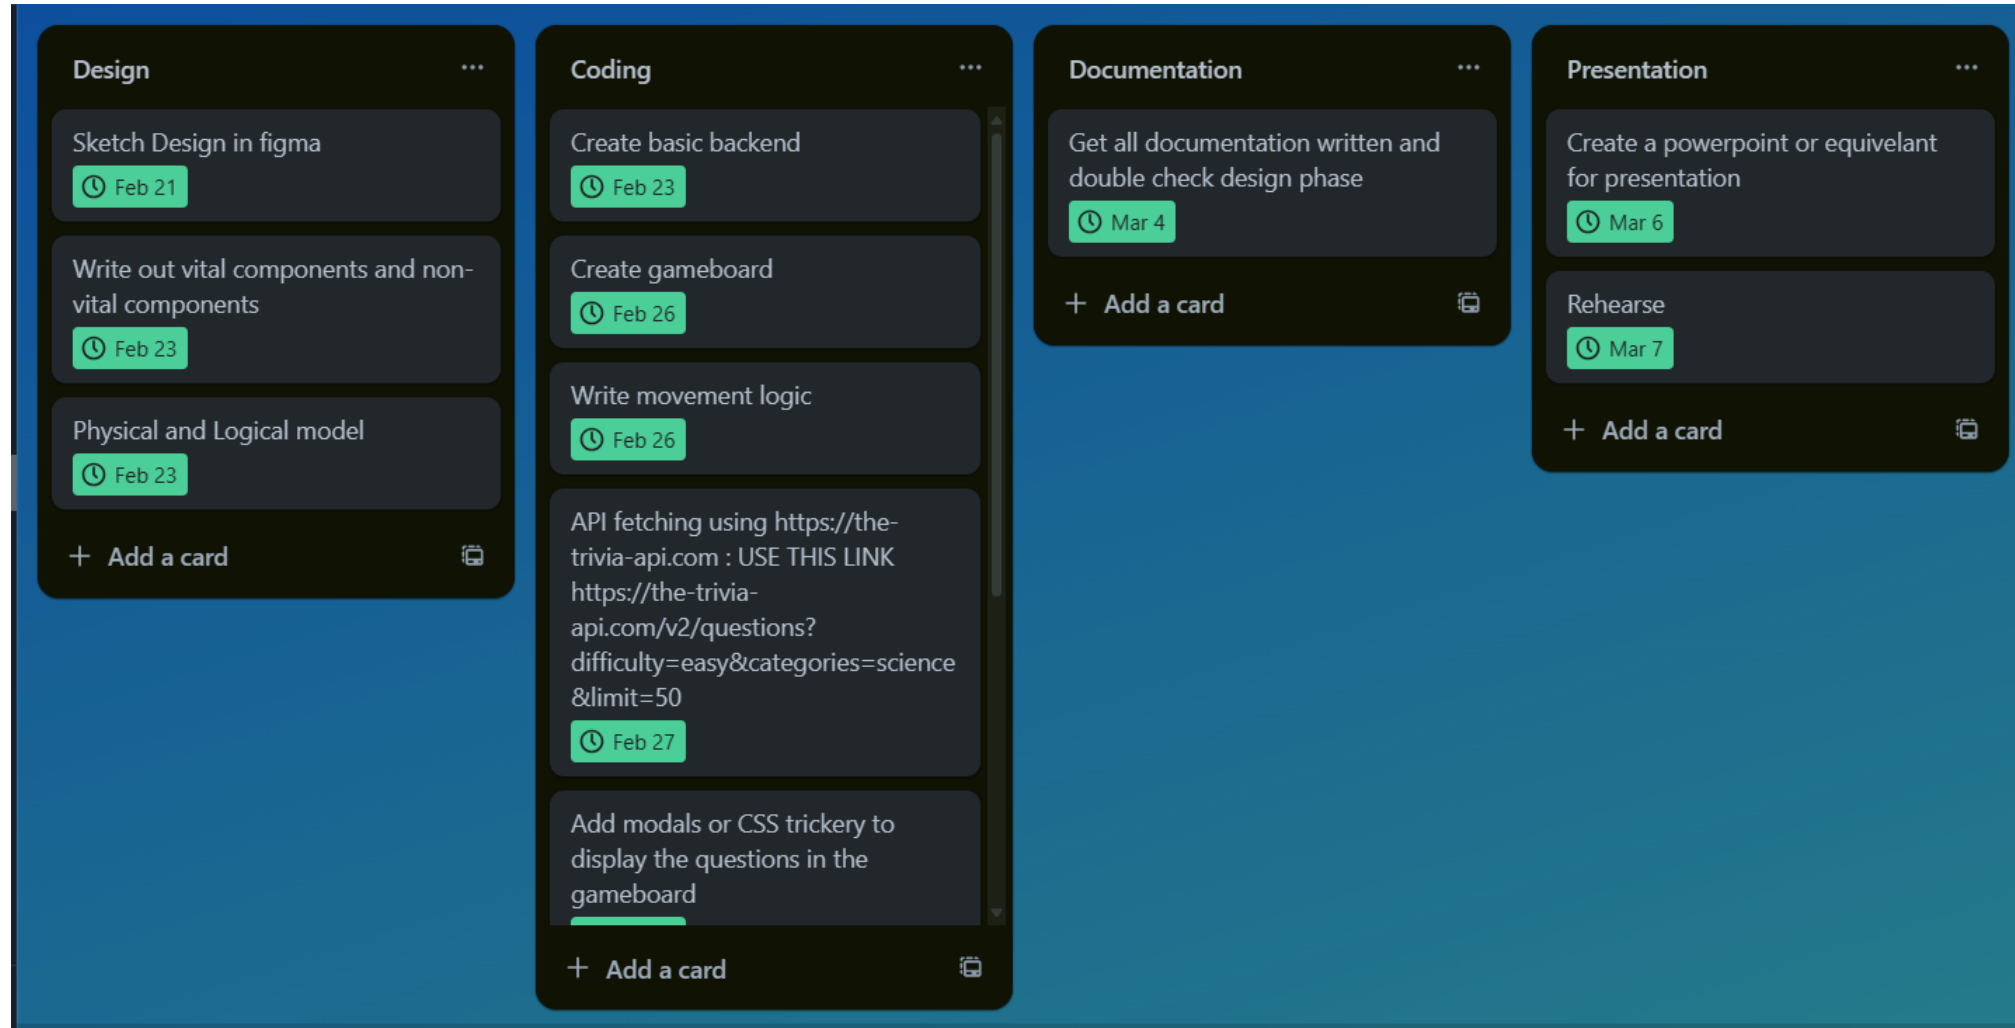 Design
Sketch Design in figma
Feb 21
Write out vital components and non-
vital components
Feb 23
Physical and Logical model
Feb 23
Add a card
Coding
Create basic backend
Feb 23
Create gameboard
Feb 26
Write movement logic
Feb 26
API fetching using https://the-
trivia-api.com : USE THIS LINK
https://the-trivia-
api.com/v2/questions?
difficulty=easy&categories=science
&limit=50
Feb 27
Add modals or CSS trickery to
display the questions in the
gameboard
Add a card
Documentation
Get all documentation written and
double check design phase
Mar 4
Add a card
Presentation
Create a powerpoint or equivelant
for presentation
Mar 6
Rehearse
Mar 7
Add a card